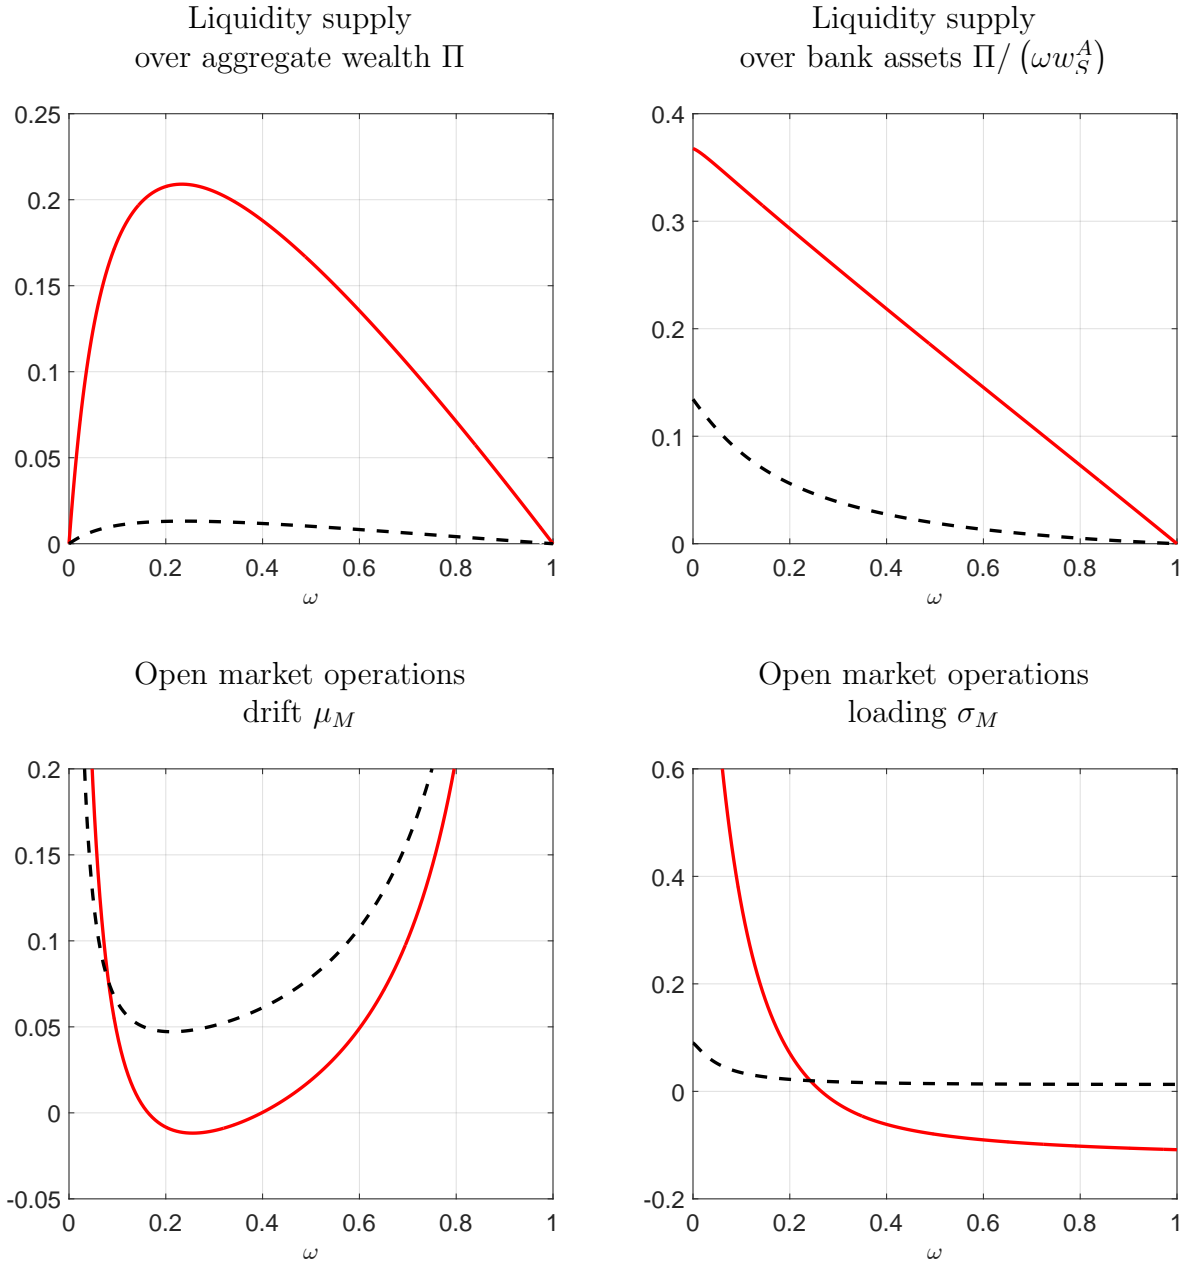 Liquidity supply
over aggregate wealth Π
Liquidity supply
over bank assets Π/ (ωw_S^A)
0.25
0.2
0.15
0.1
0.05
0
0 0.2 0.4 0.6 0.8 1
ω
0.4
0.3
0.2
0.1
0
0 0.2 0.4 0.6 0.8 1
ω
Open market operations
drift μ_M
Open market operations
loading σ_M
0.2
0.15
0.1
0.05
0
-0.05
0 0.2 0.4 0.6 0.8 1
ω
0.6
0.4
0.2
0
-0.2
0 0.2 0.4 0.6 0.8 1
ω